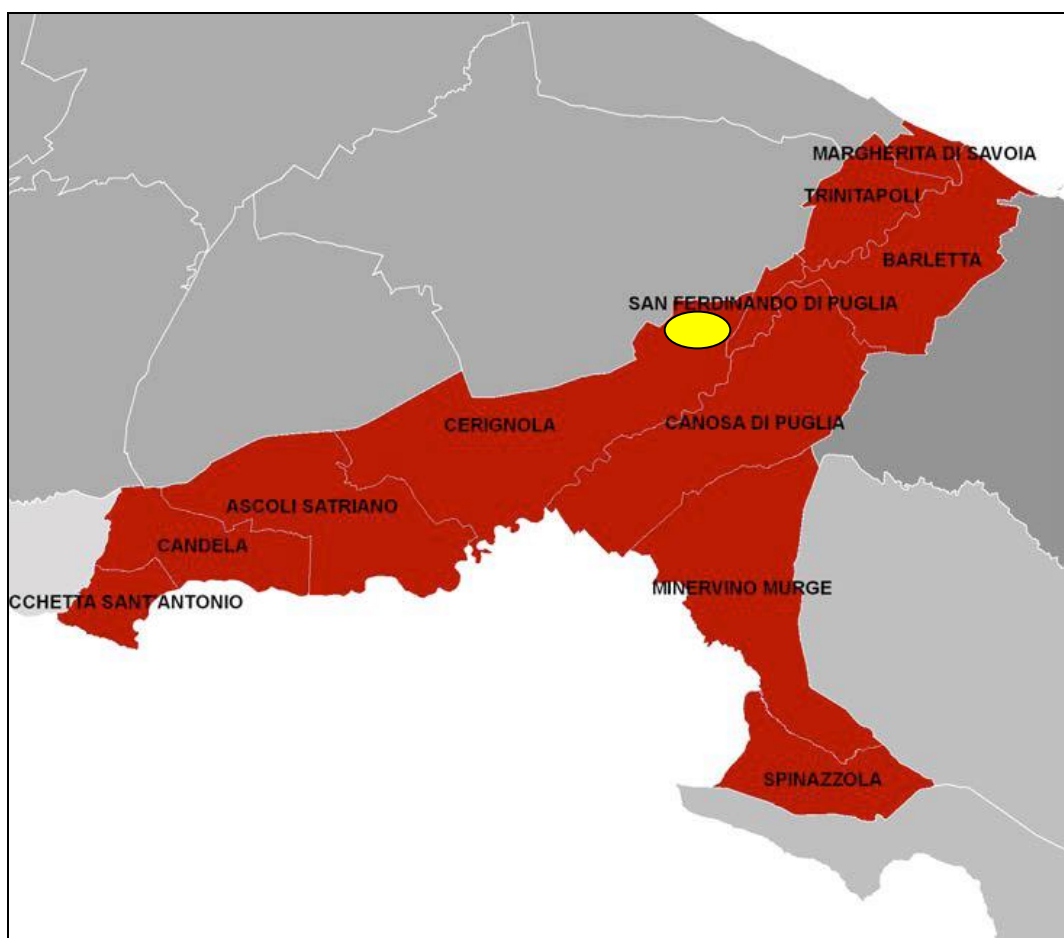 MARGHERITA DI SAVOIA
TRINITAPOLI
BARLETTA
SAN FERDINANDO DI PUGLIA
CERIGNOLA
CANOSA DI PUGLIA
ASCOLI SATRIANO
CANDELA
MINERVINO MURGE
CCHETTA SANT'ANTONIO
SPINAZZOLA